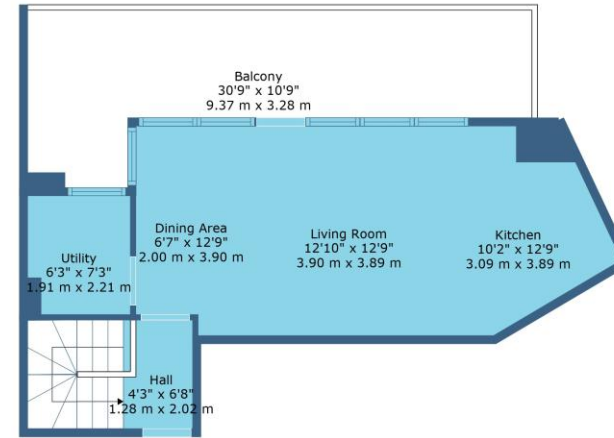 Balcony
30'9" x 10'9"
9.37 m x 3.28 m
Dining Area
6'7" x 12'9"
2.00 m x 3.90 m
Living Room
12'10" x 12'9"
3.90 m x 3.89 m
Kitchen
10'2" x 12'9"
3.09 m x 3.89 m
Utility
6'3" x 7'3"
1.91 m x 2.21 m
Hall
4'3" x 6'8"
1.28 m x 2.02 m